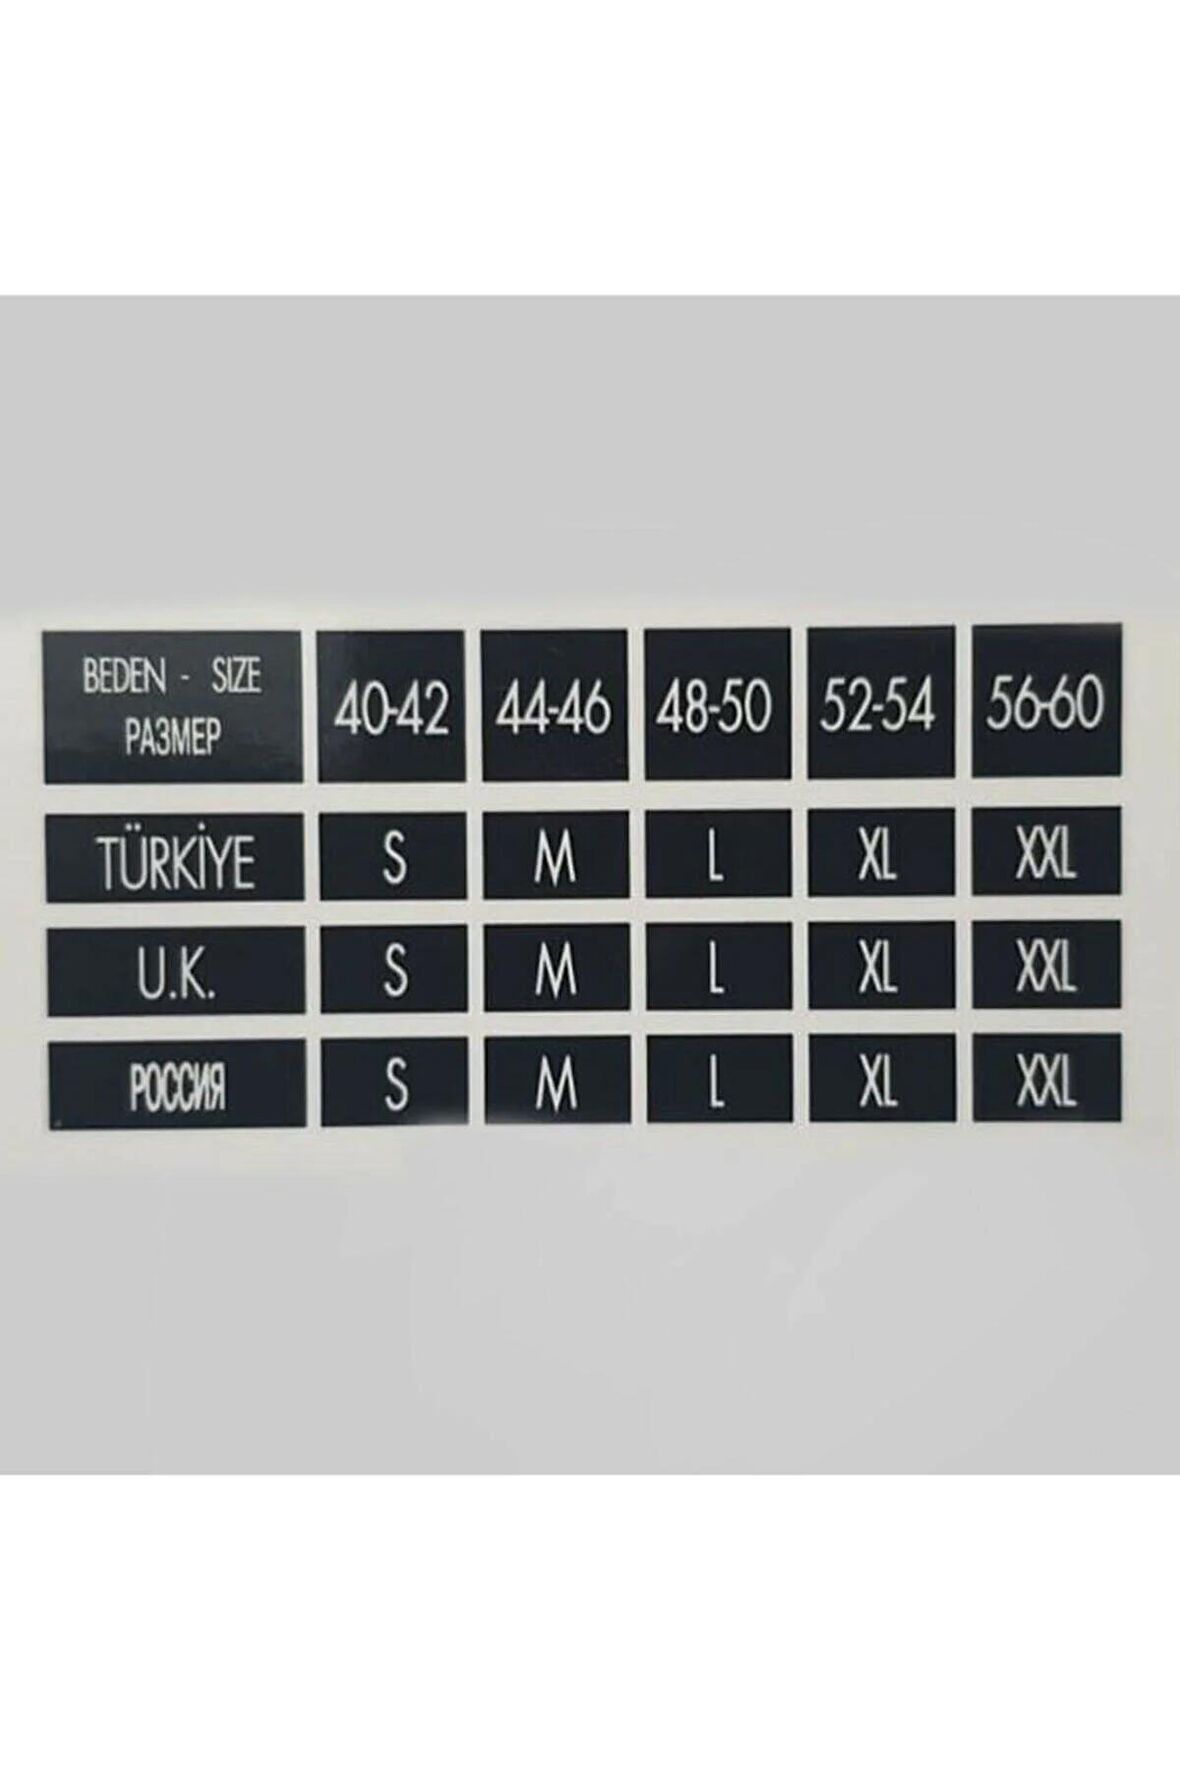 BEDEN - SIZE
РАЗМЕР
40-42 44-46 48-50 52-54 56-60
TÜRKİYE S M L XL XXL
U.K. S M L XL XXL
РОССИЯ S M L XL XXL